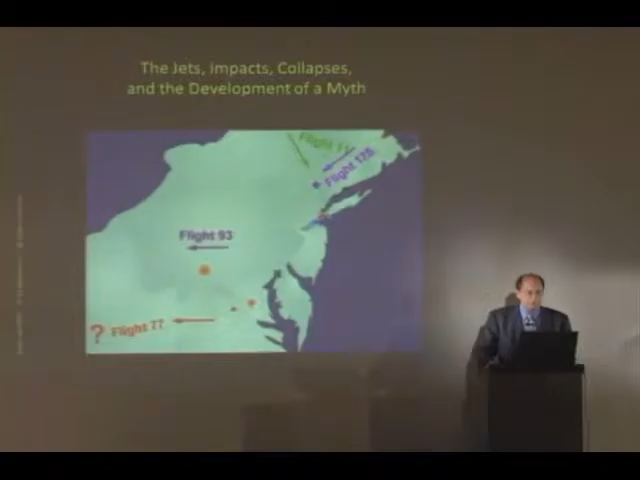 The Jets, Impacts, Collapses,
and the Development of a Myth
Flight 11
Flight 175
Flight 93
? Flight 77